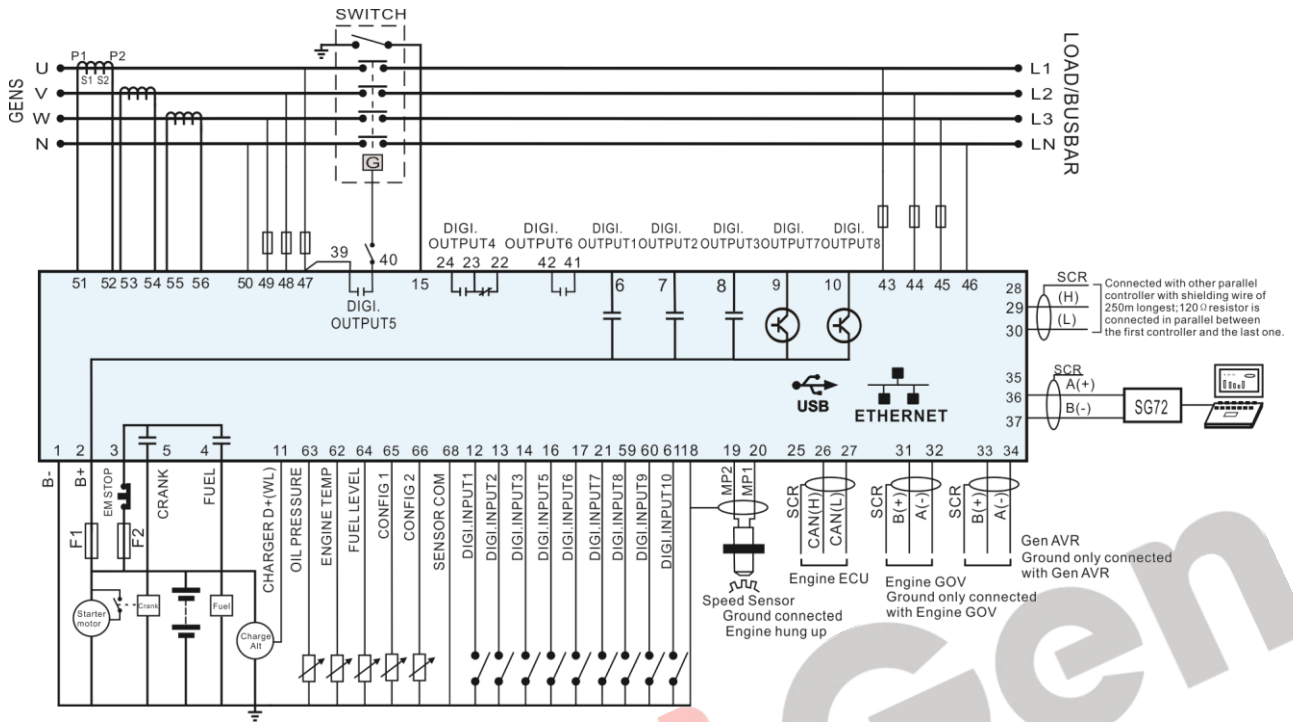 SWITCH
P1 P2
S1 S2
GENS
U
V
W
N
G
L1
L2
L3
LN
LOAD/BUSBAR
39
40
DIGI. OUTPUT4
DIGI. OUTPUT6
DIGI. OUTPUT1
DIGI. OUTPUT2
DIGI. OUTPUT3
DIGI. OUTPUT7
DIGI. OUTPUT8
24 23 22
42 41
51 52 53 54 55 56 50 49 48 47
15
6 7 8 9 10
43 44 45 46
DIGI. OUTPUT5
28
29
30
SCR
(H)
(L)
Connected with other parallel
controller with shielding wire of
250m longest; 120Ω resistor is
connected in parallel between
the first controller and the last one.
35
36
37
SCR
A(+)
B(-)
SG72
USB
ETHERNET
1 2 3 5 4 11 63 62 64 65 66 68 12 13 14 16 17 21 59 60 61 18 19 20 25 26 27 31 32 33 34
B-
B+
EM STOP
CRANK
FUEL
F1
F2
CHARGER D+(WL)
OIL PRESSURE
ENGINE TEMP
FUEL LEVEL
CONFIG 1
CONFIG 2
SENSOR COM
DIGI.INPUT1
DIGI.INPUT2
DIGI.INPUT3
DIGI.INPUT5
DIGI.INPUT6
DIGI.INPUT7
DIGI.INPUT8
DIGI.INPUT9
DIGI.INPUT10
MP2
MP1
SCR
CAN(H)
CAN(L)
SCR
B(+)
A(-)
SCR
B(+)
A(-)
Starter
motor
Crank
Fuel
Charge
Alt
Speed Sensor
Ground connected
Engine hung up
Engine ECU
Engine GOV
Ground only connected
with Engine GOV
Gen AVR
Ground only connected
with Gen AVR
iGen